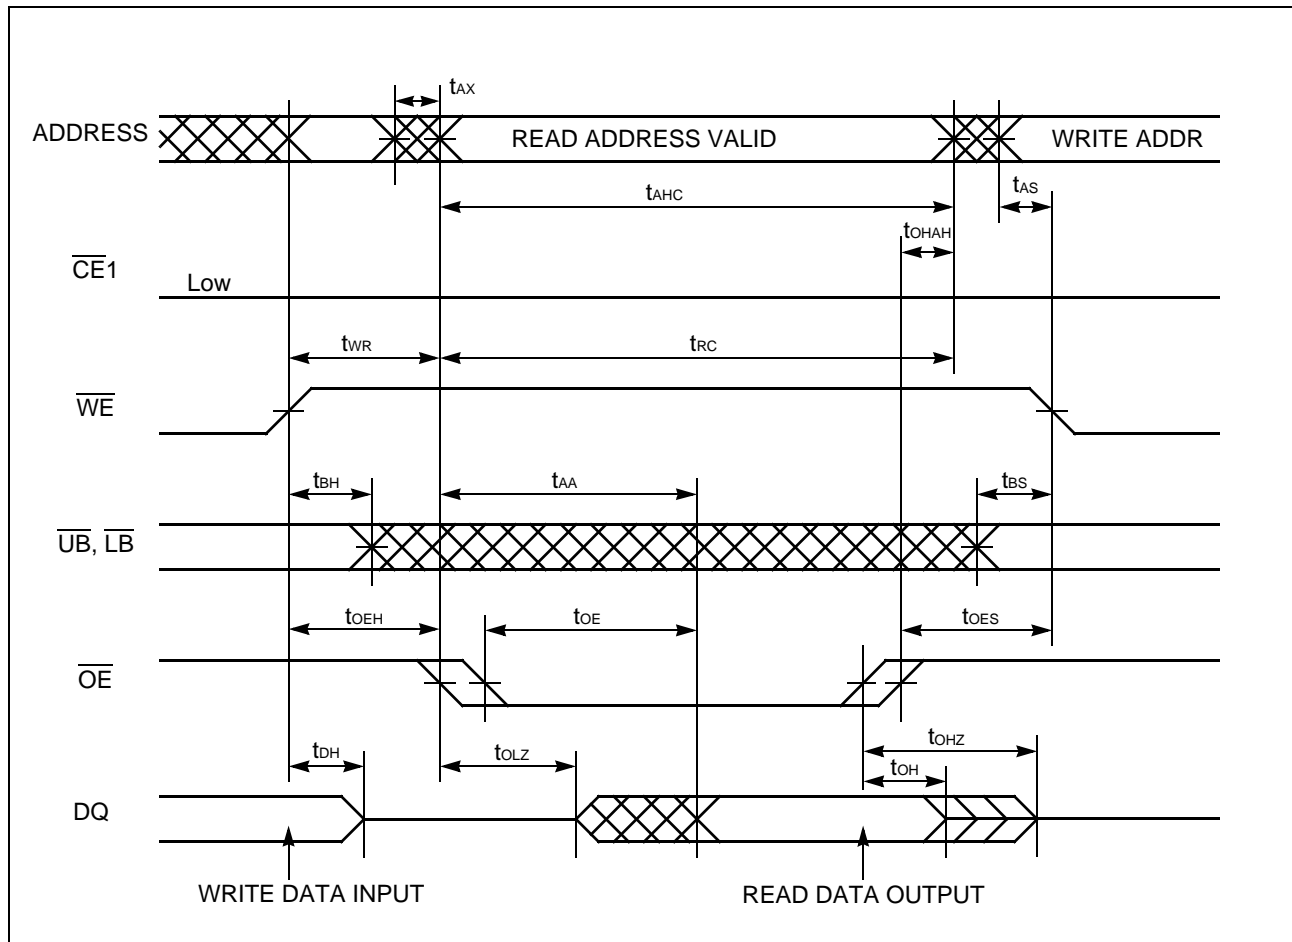 tAX
ADDRESS
READ ADDRESS VALID
WRITE ADDR
tAHC
tAS
tOHAH
CE1
Low
tWR
tRC
WE
tBH
tAA
tBS
UB, LB
tOEH
tOE
tOES
OE
tDH
tOLZ
tOHZ
tOH
DQ
WRITE DATA INPUT
READ DATA OUTPUT